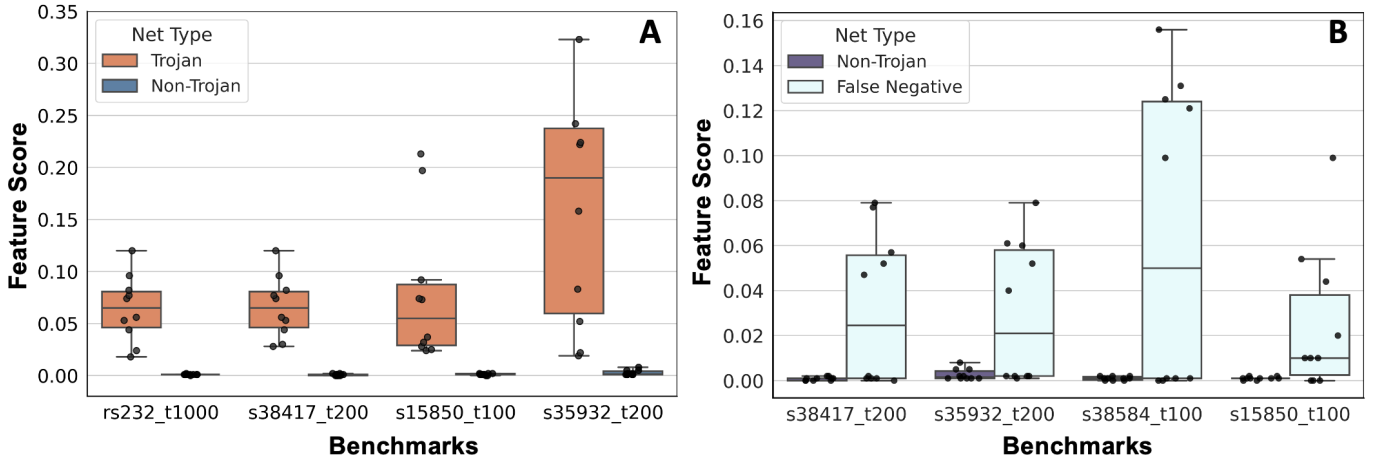 A
Net Type
Trojan
Non-Trojan
0.35
0.30
0.25
0.20
0.15
0.10
0.05
0.00
Feature Score
rs232_t1000 s38417_t200 s15850_t100 s35932_t200
Benchmarks
B
Net Type
Non-Trojan
False Negative
0.16
0.14
0.12
0.10
0.08
0.06
0.04
0.02
0.00
Feature Score
s38417_t200 s35932_t200 s38584_t100 s15850_t100
Benchmarks